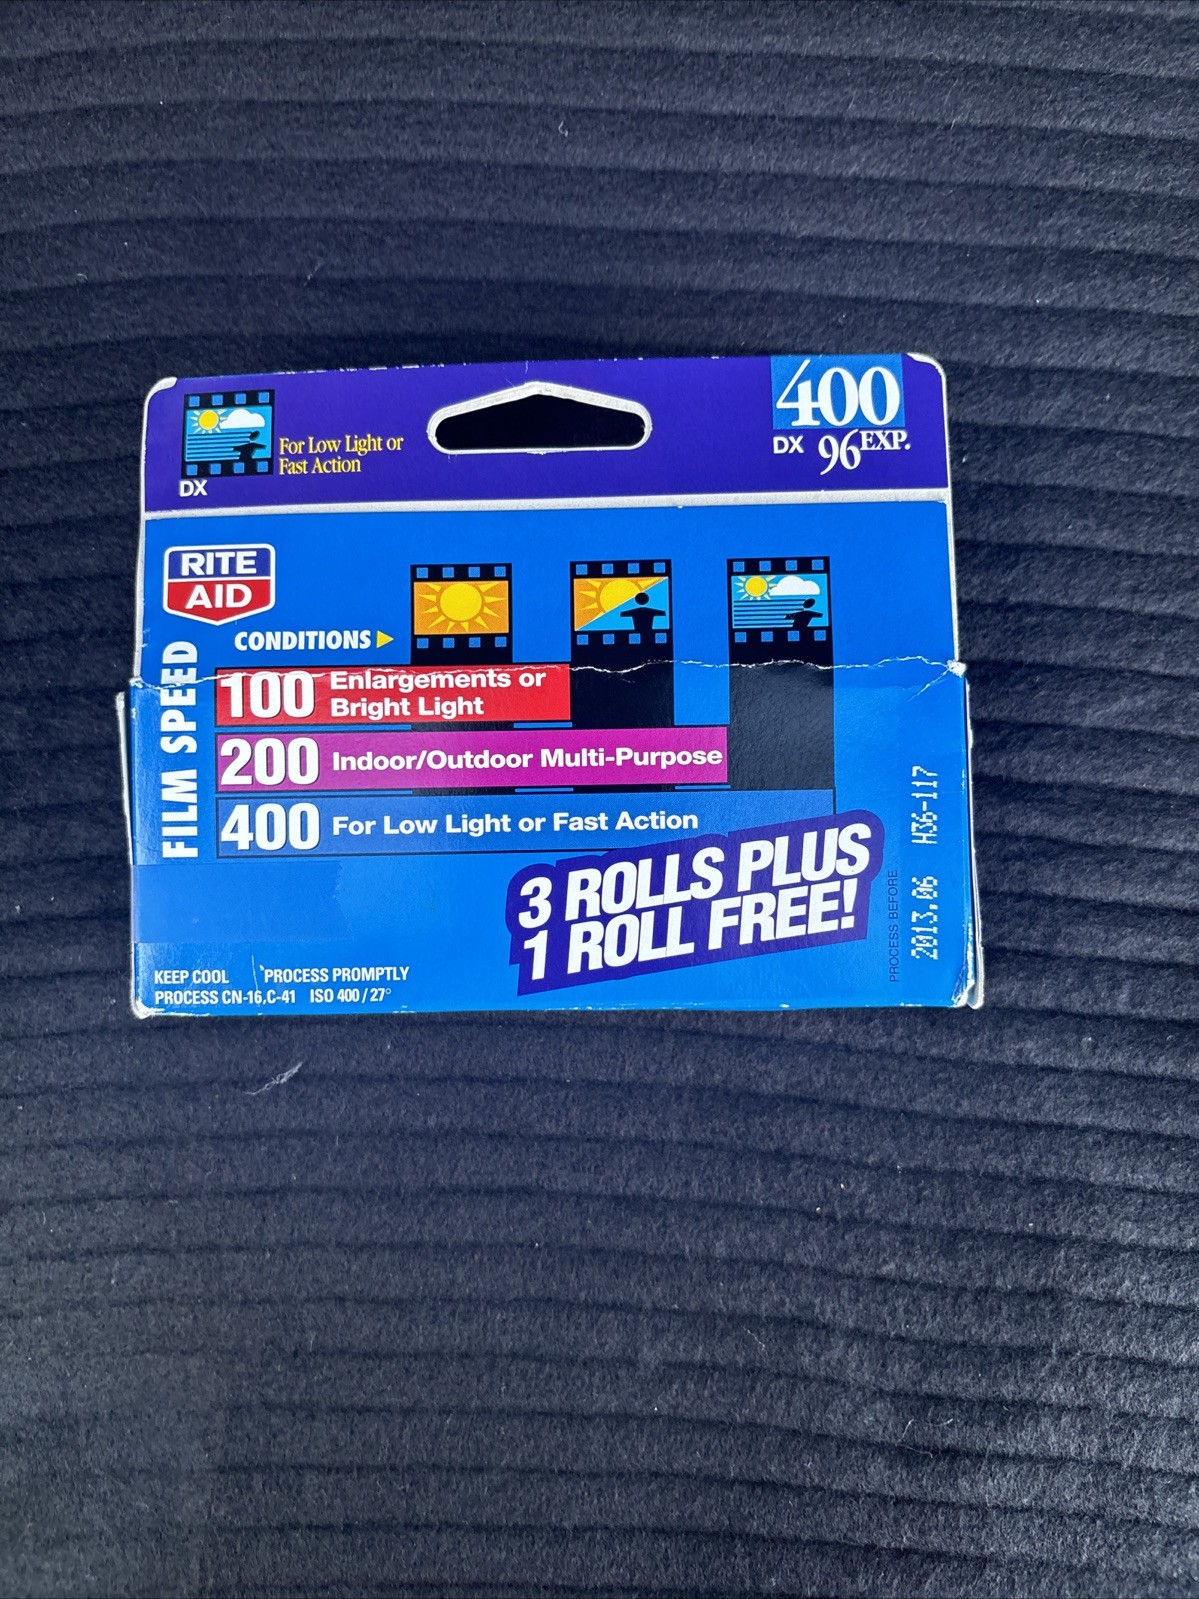 For Low Light or
Fast Action
DX
400
DX 96 EXP.
RITE
AID
CONDITIONS
FILM SPEED
100 Enlargements or
Bright Light
200 Indoor/Outdoor Multi-Purpose
400 For Low Light or Fast Action
3 ROLLS PLUS
1 ROLL FREE!
KEEP COOL PROCESS PROMPTLY
PROCESS CN-16,C-41 ISO 400/27°
PROCESS BEFORE
2013.06 H36-117